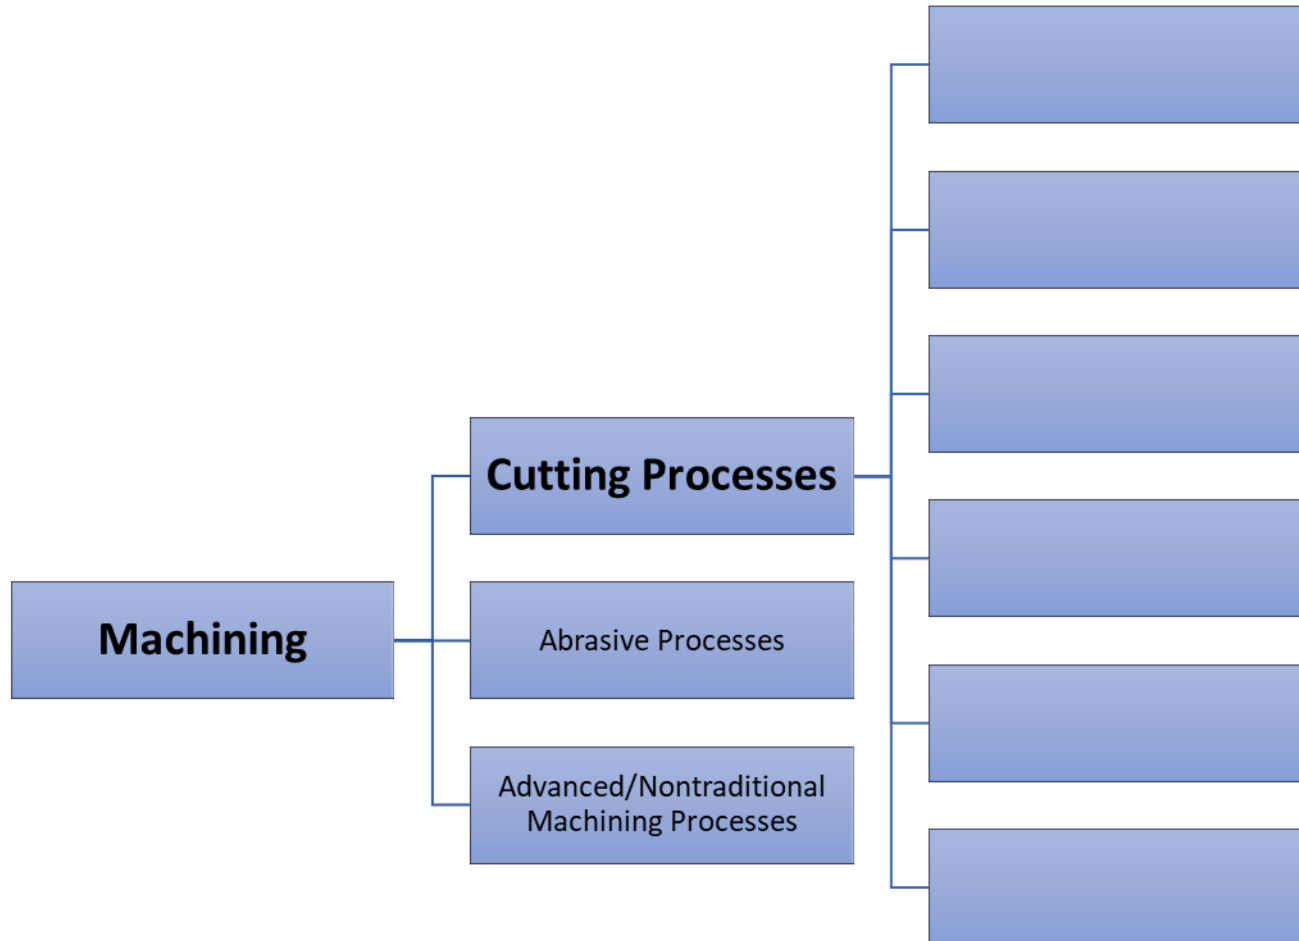 Cutting Processes
Machining
Abrasive Processes
Advanced/Nontraditional
Machining Processes